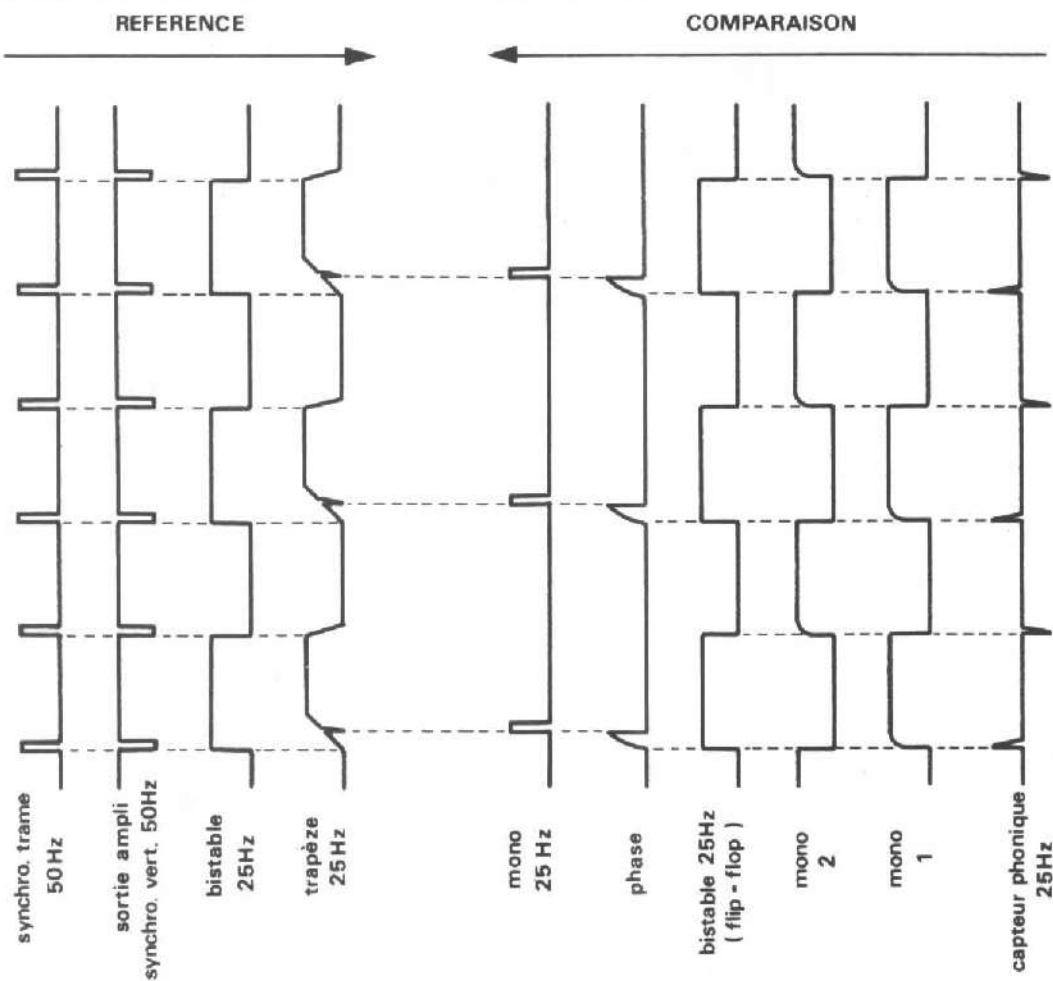 REFERENCE
COMPARAISON
synchro. trame
50Hz
sortie ampli
synchro. vert. 50Hz
bistable
25Hz
trapèze
25Hz
mono
25 Hz
phase
bistable 25Hz
( flip - flop )
mono
2
mono
1
capteur phonique
25Hz